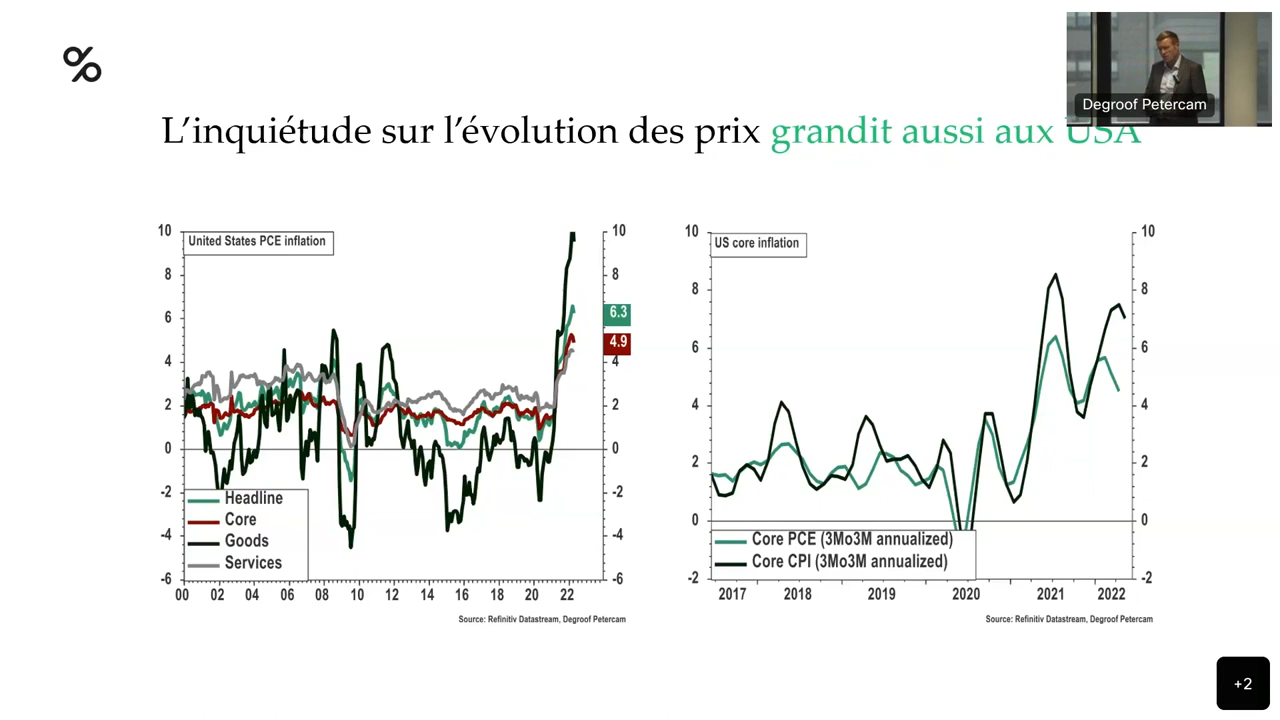 %
Degroof Petercam
L’inquiétude sur l’évolution des prix grandit aussi aux USA
10
8
6
4
2
0
-2
-4
-6
United States PCE inflation
Headline
Core
Goods
Services
10
8
6.3
4.9
4
2
0
-2
-4
-6
00 02 04 06 08 10 12 14 16 18 20 22
Source: Refinitiv Datastream, Degroof Petercam
10
8
6
4
2
0
-2
US core inflation
Core PCE (3Mo3M annualized)
Core CPI (3Mo3M annualized)
10
8
6
4
2
0
-2
2017 2018 2019 2020 2021 2022
Source: Refinitiv Datastream, Degroof Petercam
+2